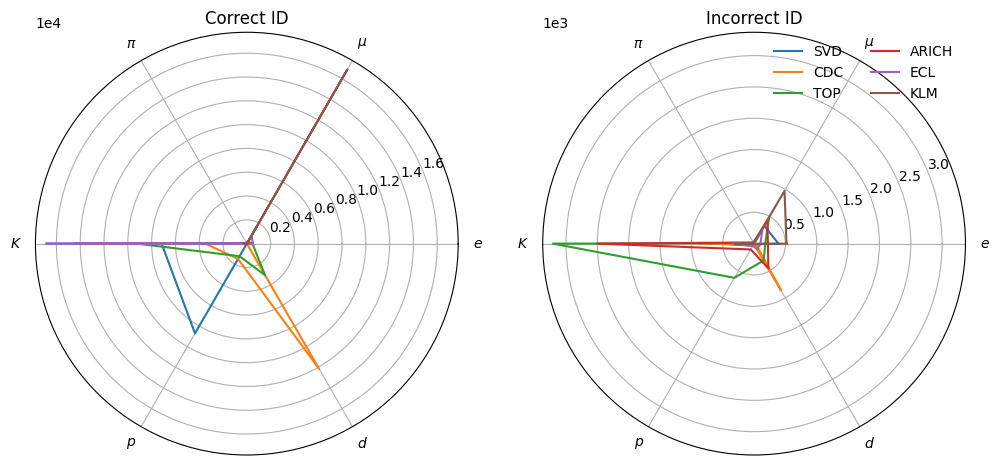 Correct ID
1e4
e
μ
π
K
p
d
0.2
0.4
0.6
0.8
1.0
1.2
1.4
1.6
Incorrect ID
1e3
e
μ
π
K
p
d
0.5
1.0
1.5
2.0
2.5
3.0
SVD
CDC
TOP
ARICH
ECL
KLM